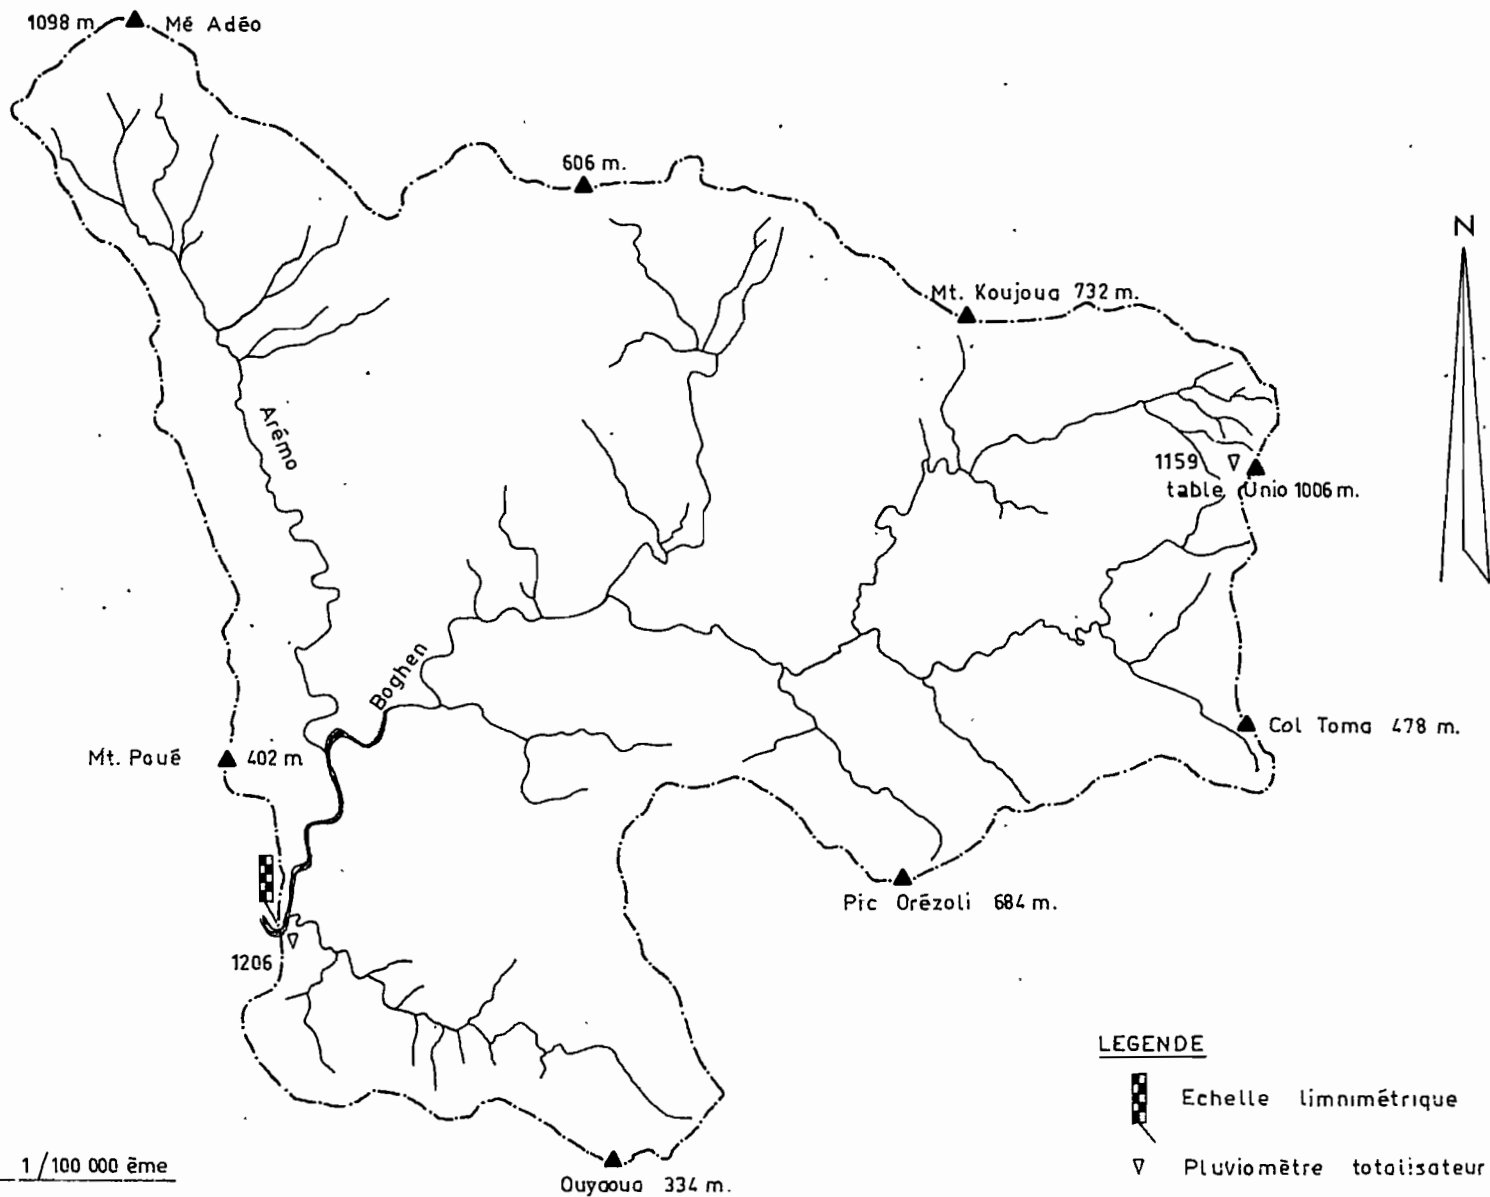 1098 m
Mé Adéo
606 m.
N
Mt. Koujoua 732 m.
Arémo
1159
table Unio 1006 m.
Boghen
Col Toma 478 m.
Mt. Poué 402 m
Pic Orézoli 684 m.
1206
LEGENDE
Echelle limnimétrique
Pluviomètre totalisateur
1/100 000 ème
Ouyaoua 334 m.